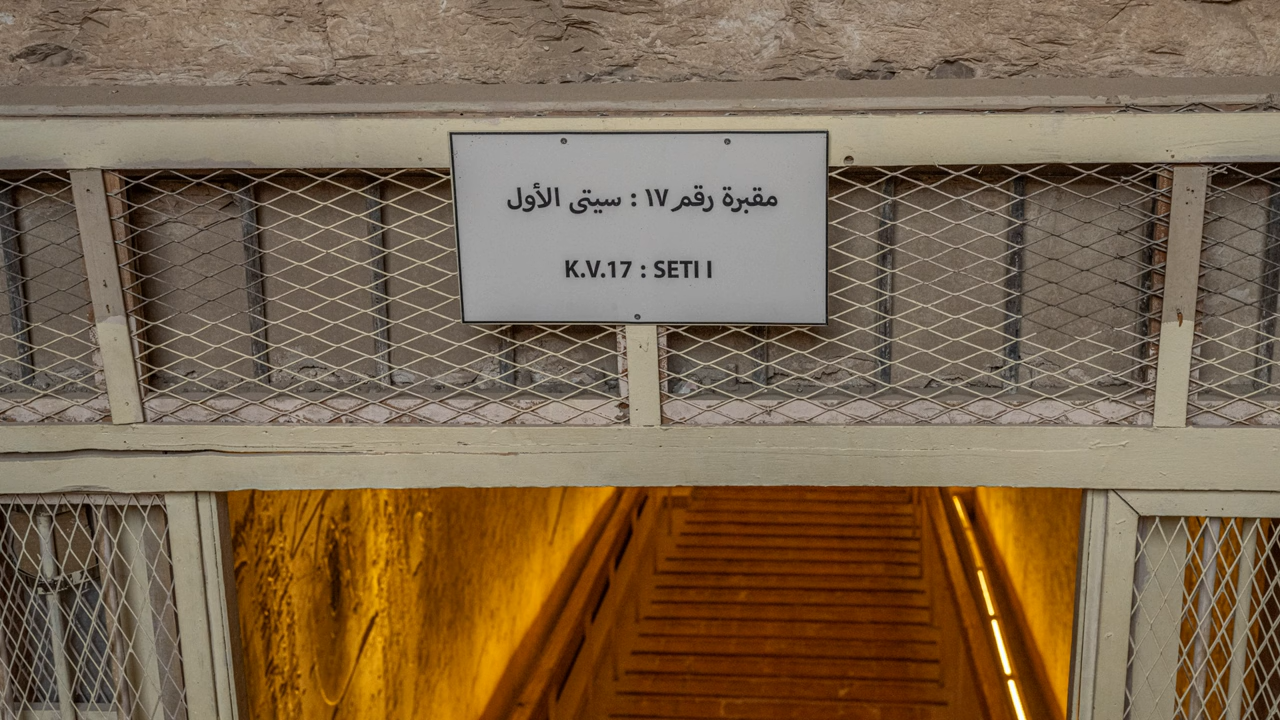 مقبرة رقم ١٧ : سيتى الأول
K.V.17 : SETI I